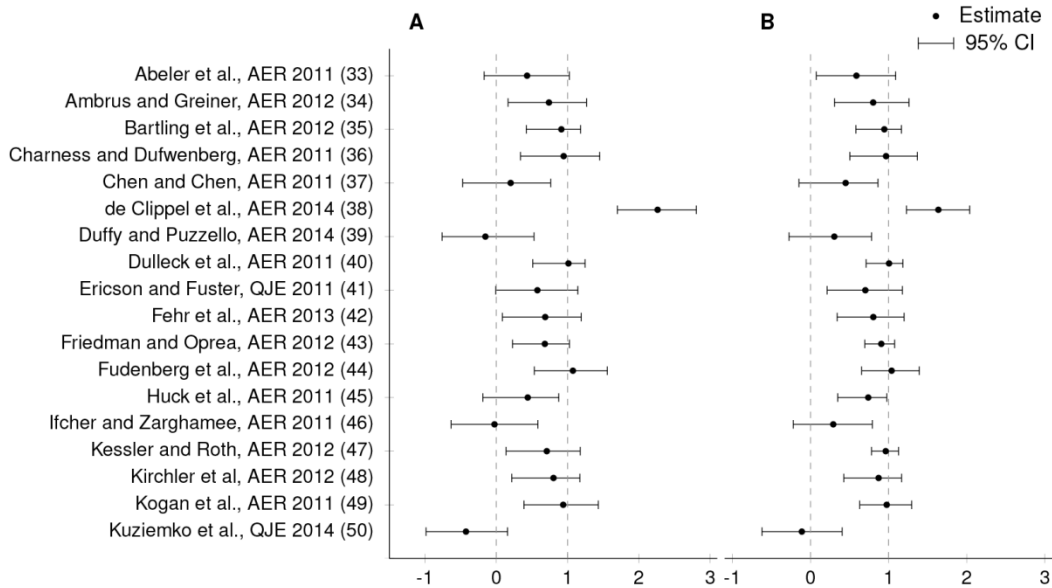 A
B
Estimate
95% CI
Abeler et al., AER 2011 (33)
Ambrus and Greiner, AER 2012 (34)
Bartling et al., AER 2012 (35)
Charness and Dufwenberg, AER 2011 (36)
Chen and Chen, AER 2011 (37)
de Clippel et al., AER 2014 (38)
Duffy and Puzzello, AER 2014 (39)
Dulleck et al., AER 2011 (40)
Ericson and Fuster, QJE 2011 (41)
Fehr et al., AER 2013 (42)
Friedman and Oprea, AER 2012 (43)
Fudenberg et al., AER 2012 (44)
Huck et al., AER 2011 (45)
Ifcher and Zarghamee, AER 2011 (46)
Kessler and Roth, AER 2012 (47)
Kirchler et al, AER 2012 (48)
Kogan et al., AER 2011 (49)
Kuziemko et al., QJE 2014 (50)
-1 0 1 2 3
-1 0 1 2 3